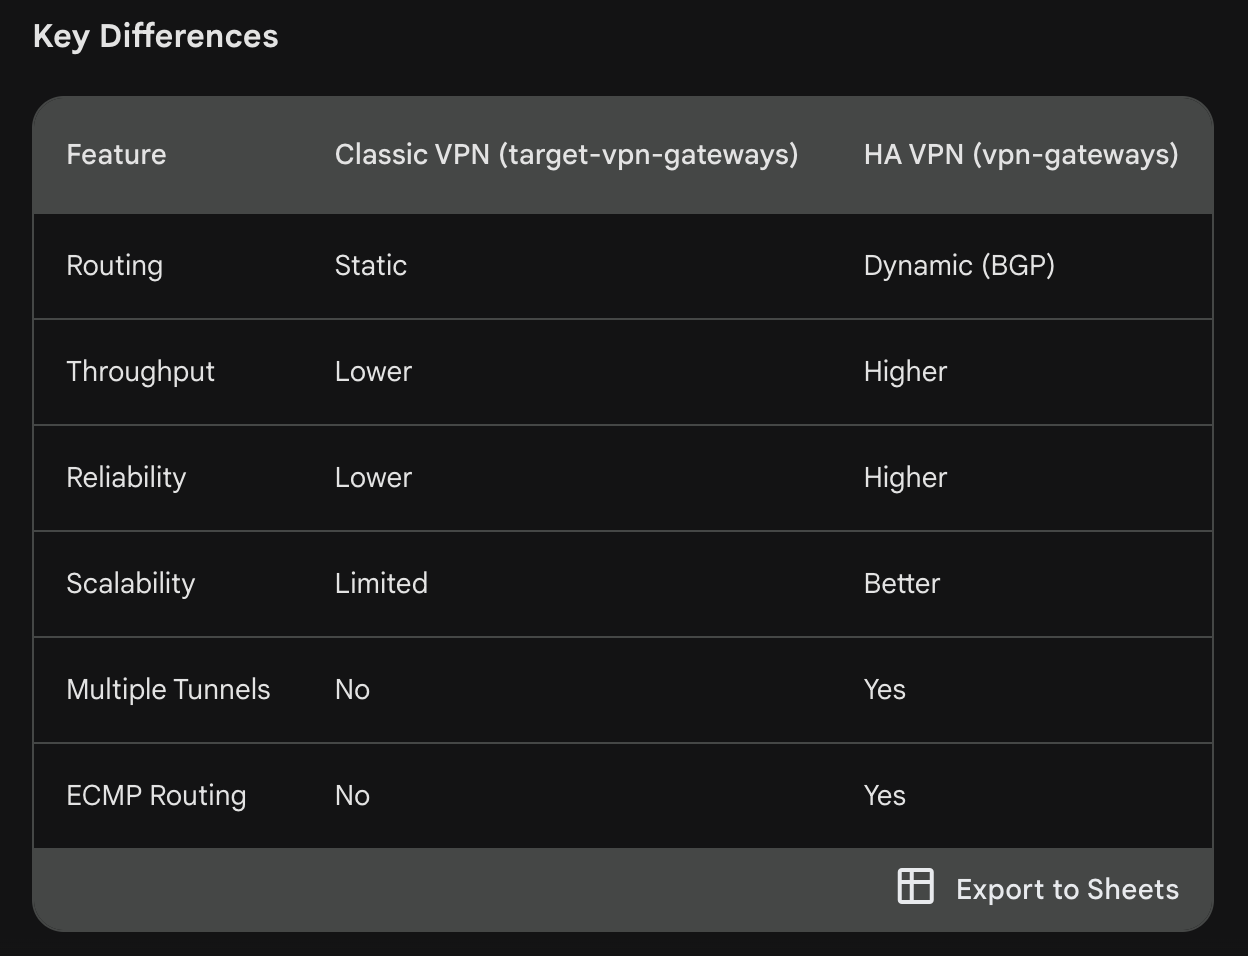 Key Differences
Feature Classic VPN (target-vpn-gateways) HA VPN (vpn-gateways)
Routing Static Dynamic (BGP)
Throughput Lower Higher
Reliability Lower Higher
Scalability Limited Better
Multiple Tunnels No Yes
ECMP Routing No Yes
Export to Sheets